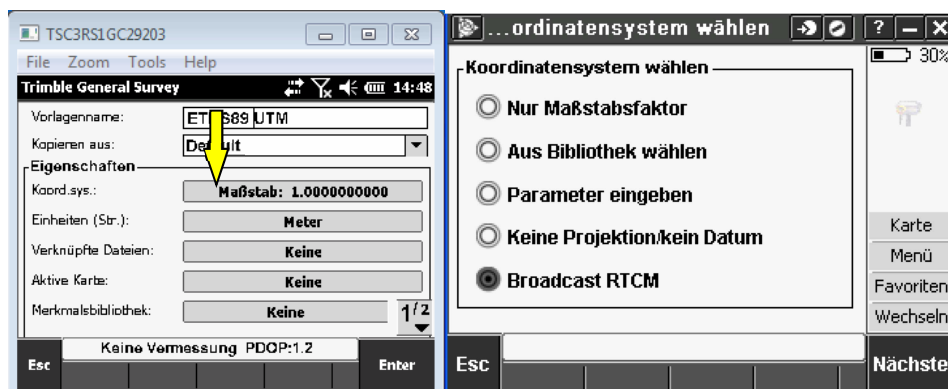 TSC3RS1GC29203
File Zoom Tools Help
Trimble General Survey 14:48
Vorlagenname: UTM
Kopieren aus:
Eigenschaften
Koord.sys.: Maßstab: 1.0000000000
Einheiten (Str.): Meter
Verknüpfte Dateien: Keine
Aktive Karte: Keine
Merkmalsbibliothek: Keine
1/2
Keine Vermessung PDOP:1.2
Esc Enter
...ordinatensystem wählen ?
30%
Koordinatensystem wählen
Nur Maßstabsfaktor
Aus Bibliothek wählen
Parameter eingeben
Keine Projektion/kein Datum
Broadcast RTCM
Karte
Menü
Favoriten
Wechseln
Esc Nächste